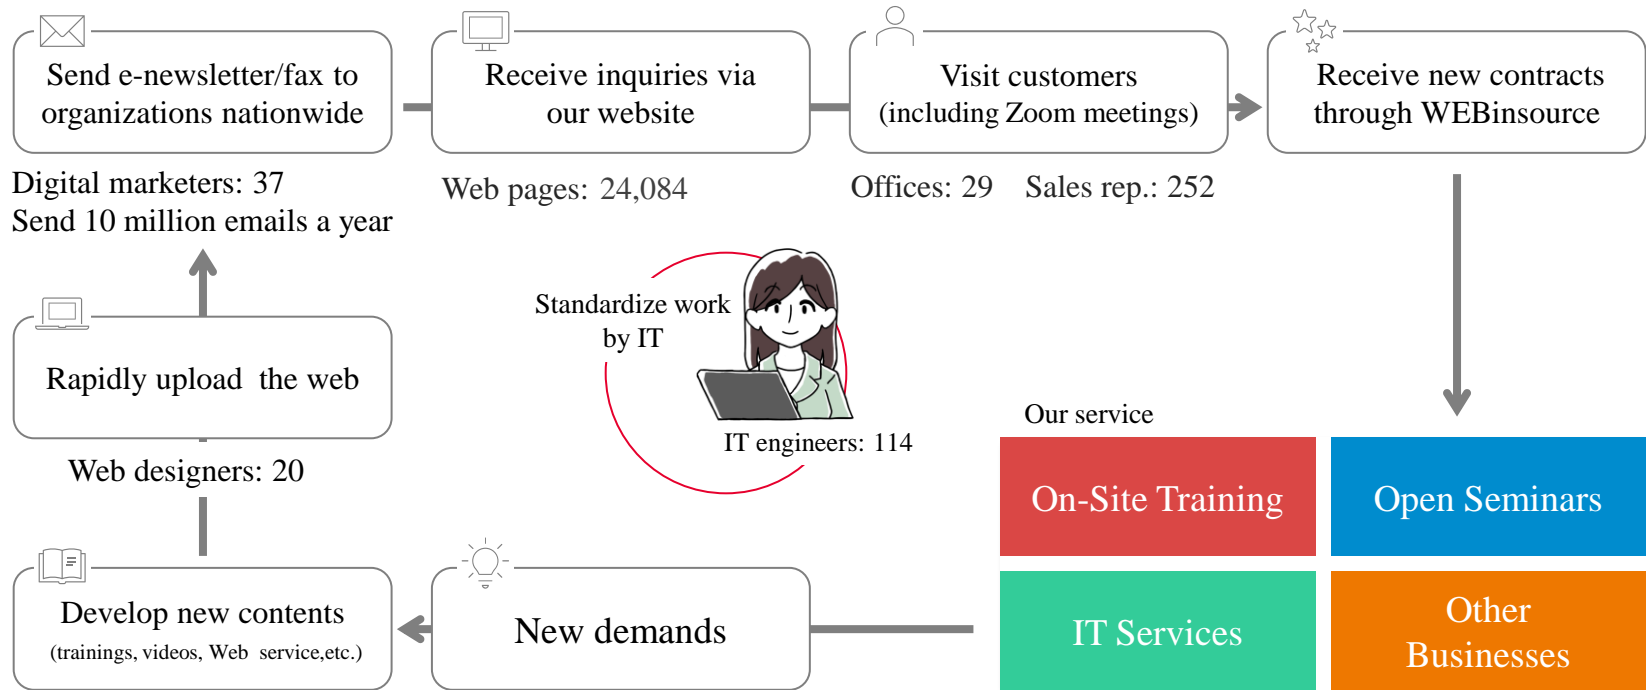 Send e-newsletter/fax to
organizations nationwide
Receive inquiries via
our website
Visit customers
(including Zoom meetings)
Receive new contracts
through WEBinsource
Digital marketers: 37
Send 10 million emails a year
Web pages: 24,084
Offices: 29 Sales rep.: 252
Standardize work
by IT
IT engineers: 114
Rapidly upload the web
Web designers: 20
Our service
On-Site Training
Open Seminars
IT Services
Other
Businesses
New demands
Develop new contents
(trainings, videos, Web service,etc.)